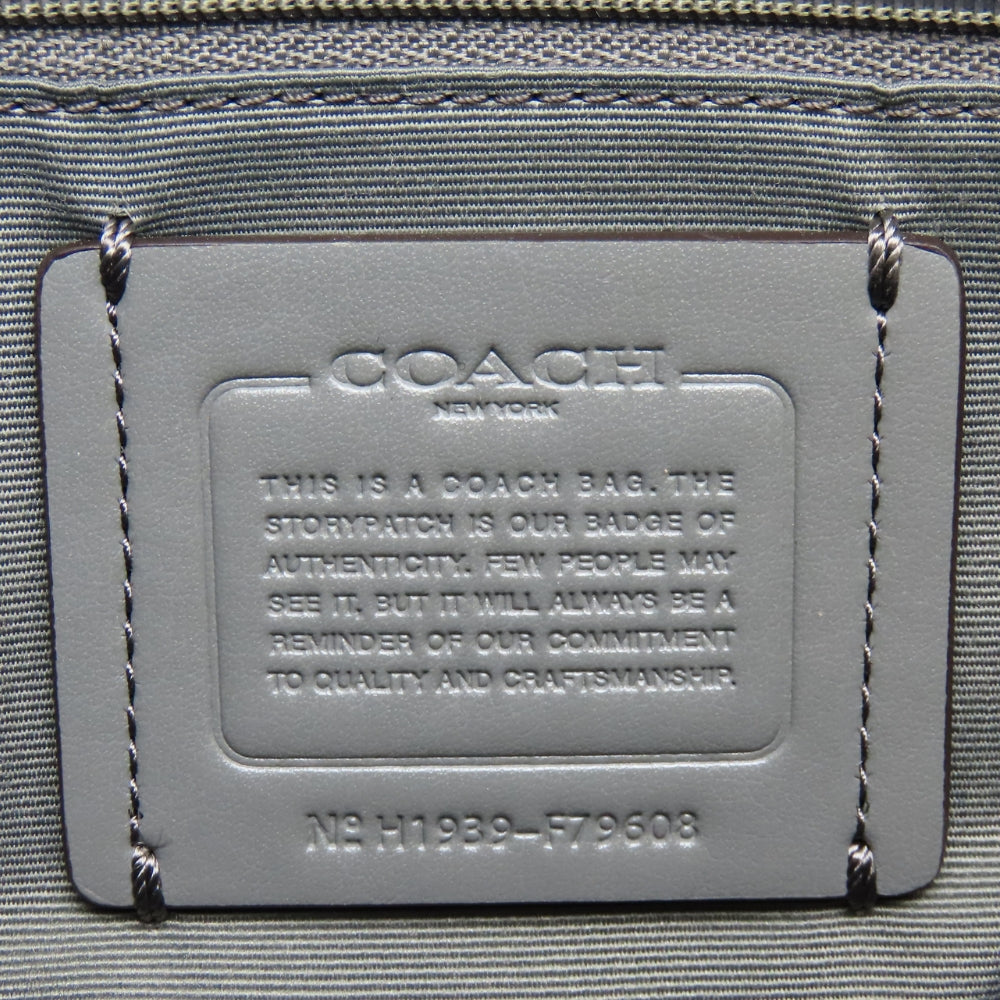 COACH
NEW YORK
THIS IS A COACH BAG. THE
STORYPATCH IS OUR BADGE OF
AUTHENTICITY. FEW PEOPLE MAY
SEE IT, BUT IT WILL ALWAYS BE A
REMINDER OF OUR COMMITMENT
TO QUALITY AND CRAFTSMANSHIP.
Nº H1939-F79608